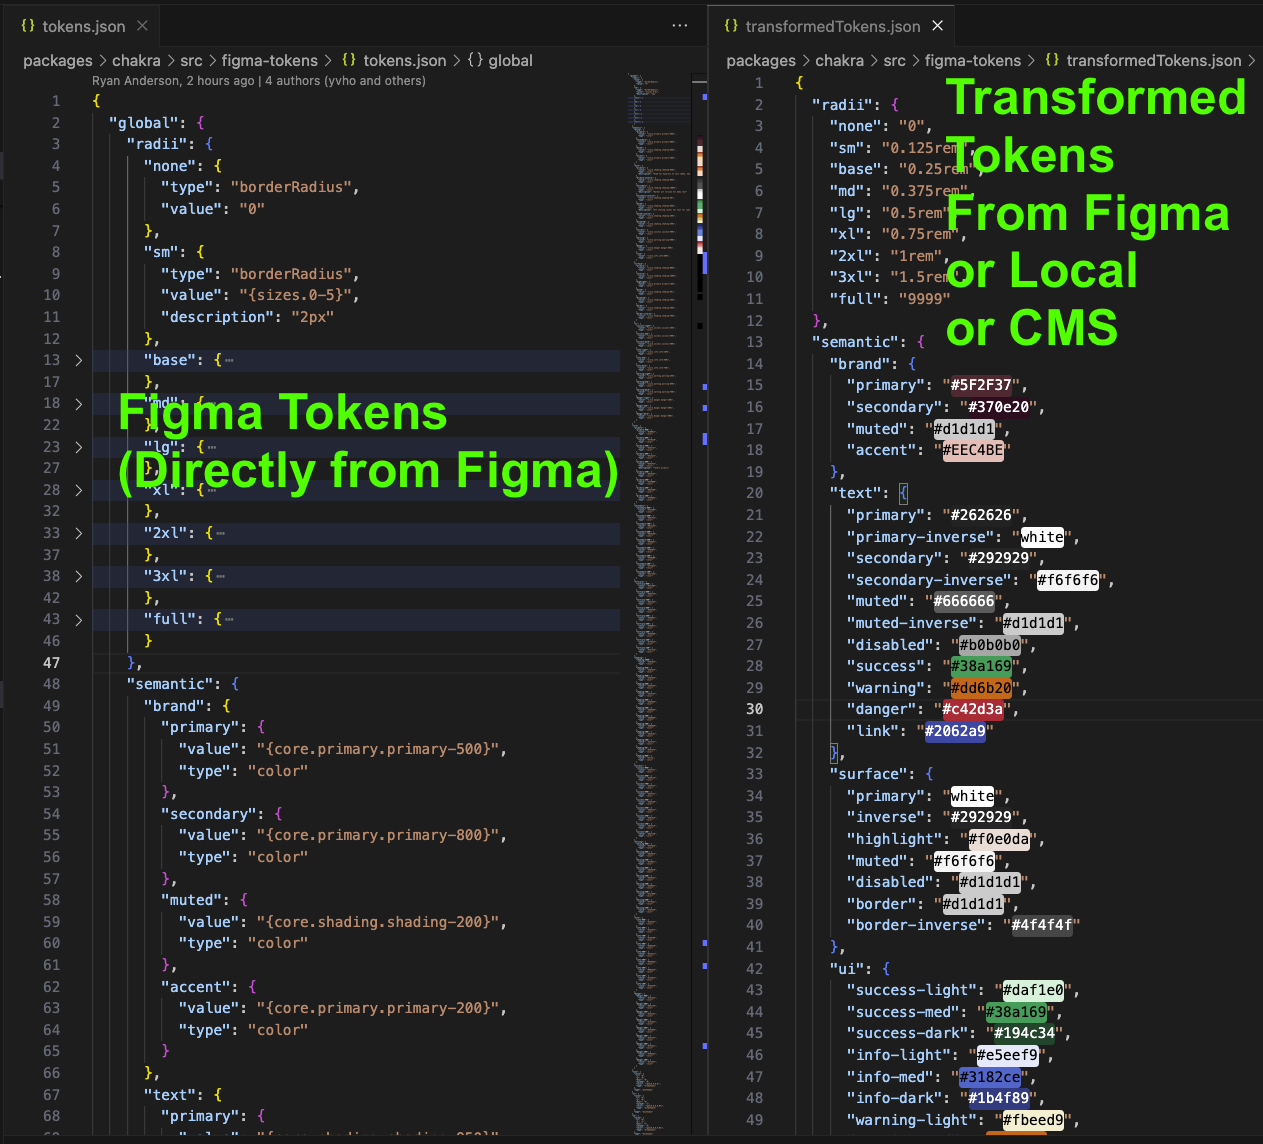 {} tokens.json ×
···
packages > chakra > src > figma-tokens > {} tokens.json > {} global
Ryan Anderson, 2 hours ago | 4 authors (yvho and others)
1 {
2 "global": {
3 "radii": {
4 "none": {
5 "type": "borderRadius",
6 "value": "0"
7 },
8 "sm": {
9 "type": "borderRadius",
10 "value": "{sizes.0-5}",
11 "description": "2px"
12 },
13 > "base": {···
17 },
18 > "md": {···
22 },
23 > "lg": {···
27 },
28 > "xl": {···
32 },
33 > "2xl": {···
37 },
38 > "3xl": {···
42 },
43 > "full": {···
46 }
47 },
48 "semantic": {
49 "brand": {
50 "primary": {
51 "value": "{core.primary.primary-500}",
52 "type": "color"
53 },
54 "secondary": {
55 "value": "{core.primary.primary-800}",
56 "type": "color"
57 },
58 "muted": {
59 "value": "{core.shading.shading-200}",
60 "type": "color"
61 },
62 "accent": {
63 "value": "{core.primary.primary-200}",
64 "type": "color"
65 }
66 },
67 "text": {
68 "primary": {
Figma Tokens
(Directly from Figma)
{} transformedTokens.json ×
packages > chakra > src > figma-tokens > {} transformedTokens.json >
1 {
2 "radii": {
3 "none": "0",
4 "sm": "0.125rem",
5 "base": "0.25rem",
6 "md": "0.375rem",
7 "lg": "0.5rem",
8 "xl": "0.75rem",
9 "2xl": "1rem",
10 "3xl": "1.5rem",
11 "full": "9999"
12 },
13 "semantic": {
14 "brand": {
15 "primary": "#5F2F37",
16 "secondary": "#370e20",
17 "muted": "#d1d1d1",
18 "accent": "#EEC4BE"
19 },
20 "text": {
21 "primary": "#262626",
22 "primary-inverse": "white",
23 "secondary": "#292929",
24 "secondary-inverse": "#f6f6f6",
25 "muted": "#666666",
26 "muted-inverse": "#d1d1d1",
27 "disabled": "#b0b0b0",
28 "success": "#38a169",
29 "warning": "#dd6b20",
30 "danger": "#c42d3a",
31 "link": "#2062a9"
32 },
33 "surface": {
34 "primary": "white",
35 "inverse": "#292929",
36 "highlight": "#f0e0da",
37 "muted": "#f6f6f6",
38 "disabled": "#d1d1d1",
39 "border": "#d1d1d1",
40 "border-inverse": "#4f4f4f"
41 },
42 "ui": {
43 "success-light": "#daf1e0",
44 "success-med": "#38a169",
45 "success-dark": "#194c34",
46 "info-light": "#e5eef9",
47 "info-med": "#3182ce",
48 "info-dark": "#1b4f89",
49 "warning-light": "#fbeed9",
Transformed
Tokens
From Figma
or Local
or CMS